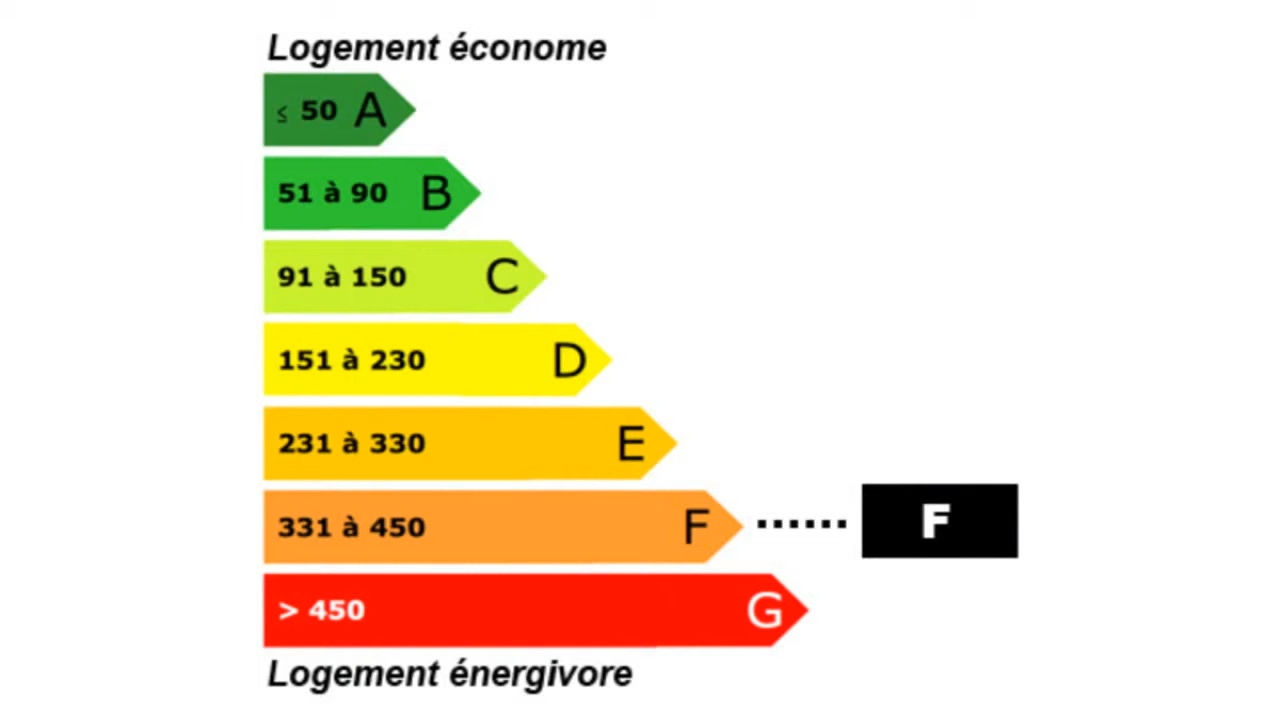 Logement économe
≤ 50 A
51 à 90 B
91 à 150 C
151 à 230 D
231 à 330 E
331 à 450 F ...... F
> 450 G
Logement énergivore